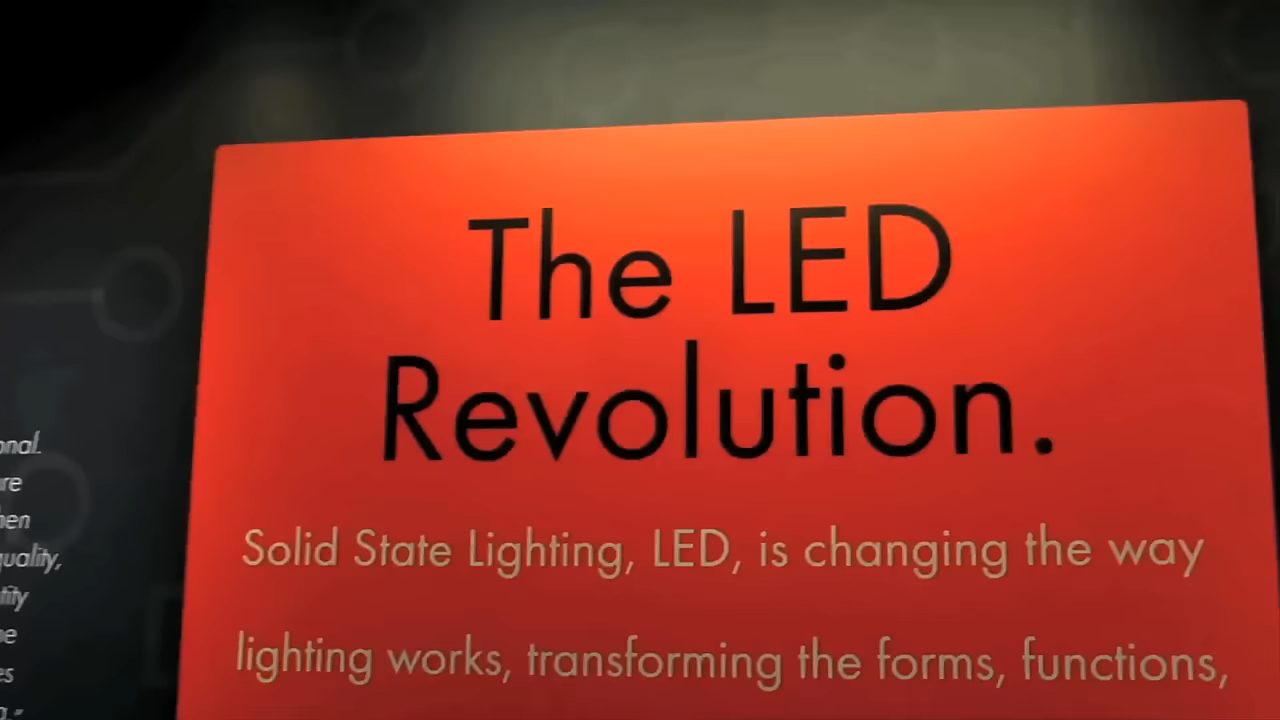 The LED
Revolution.
Solid State Lighting, LED, is changing the way
lighting works, transforming the forms, functions,